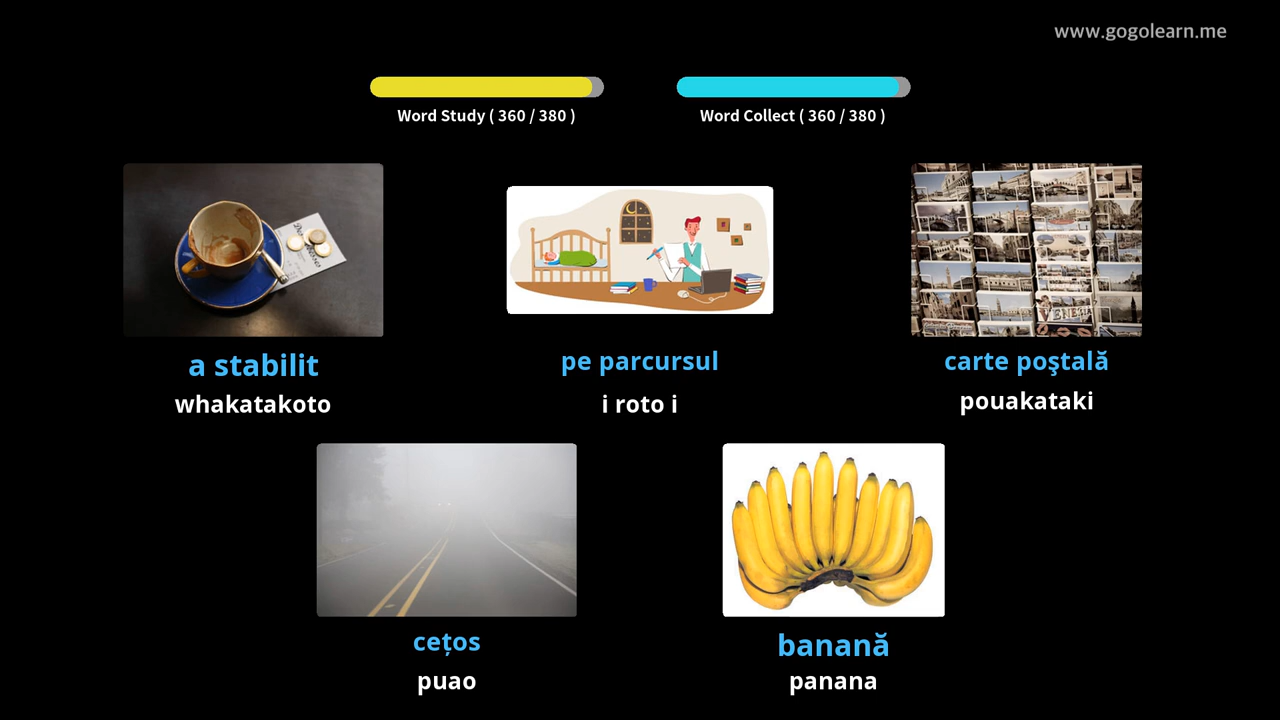 www.gogolearn.me
Word Study ( 360 / 380 )
Word Collect ( 360 / 380 )
a stabilit
whakatakoto
pe parcursul
i roto i
carte poştală
pouakataki
VENEZIA
cețos
puao
banană
panana